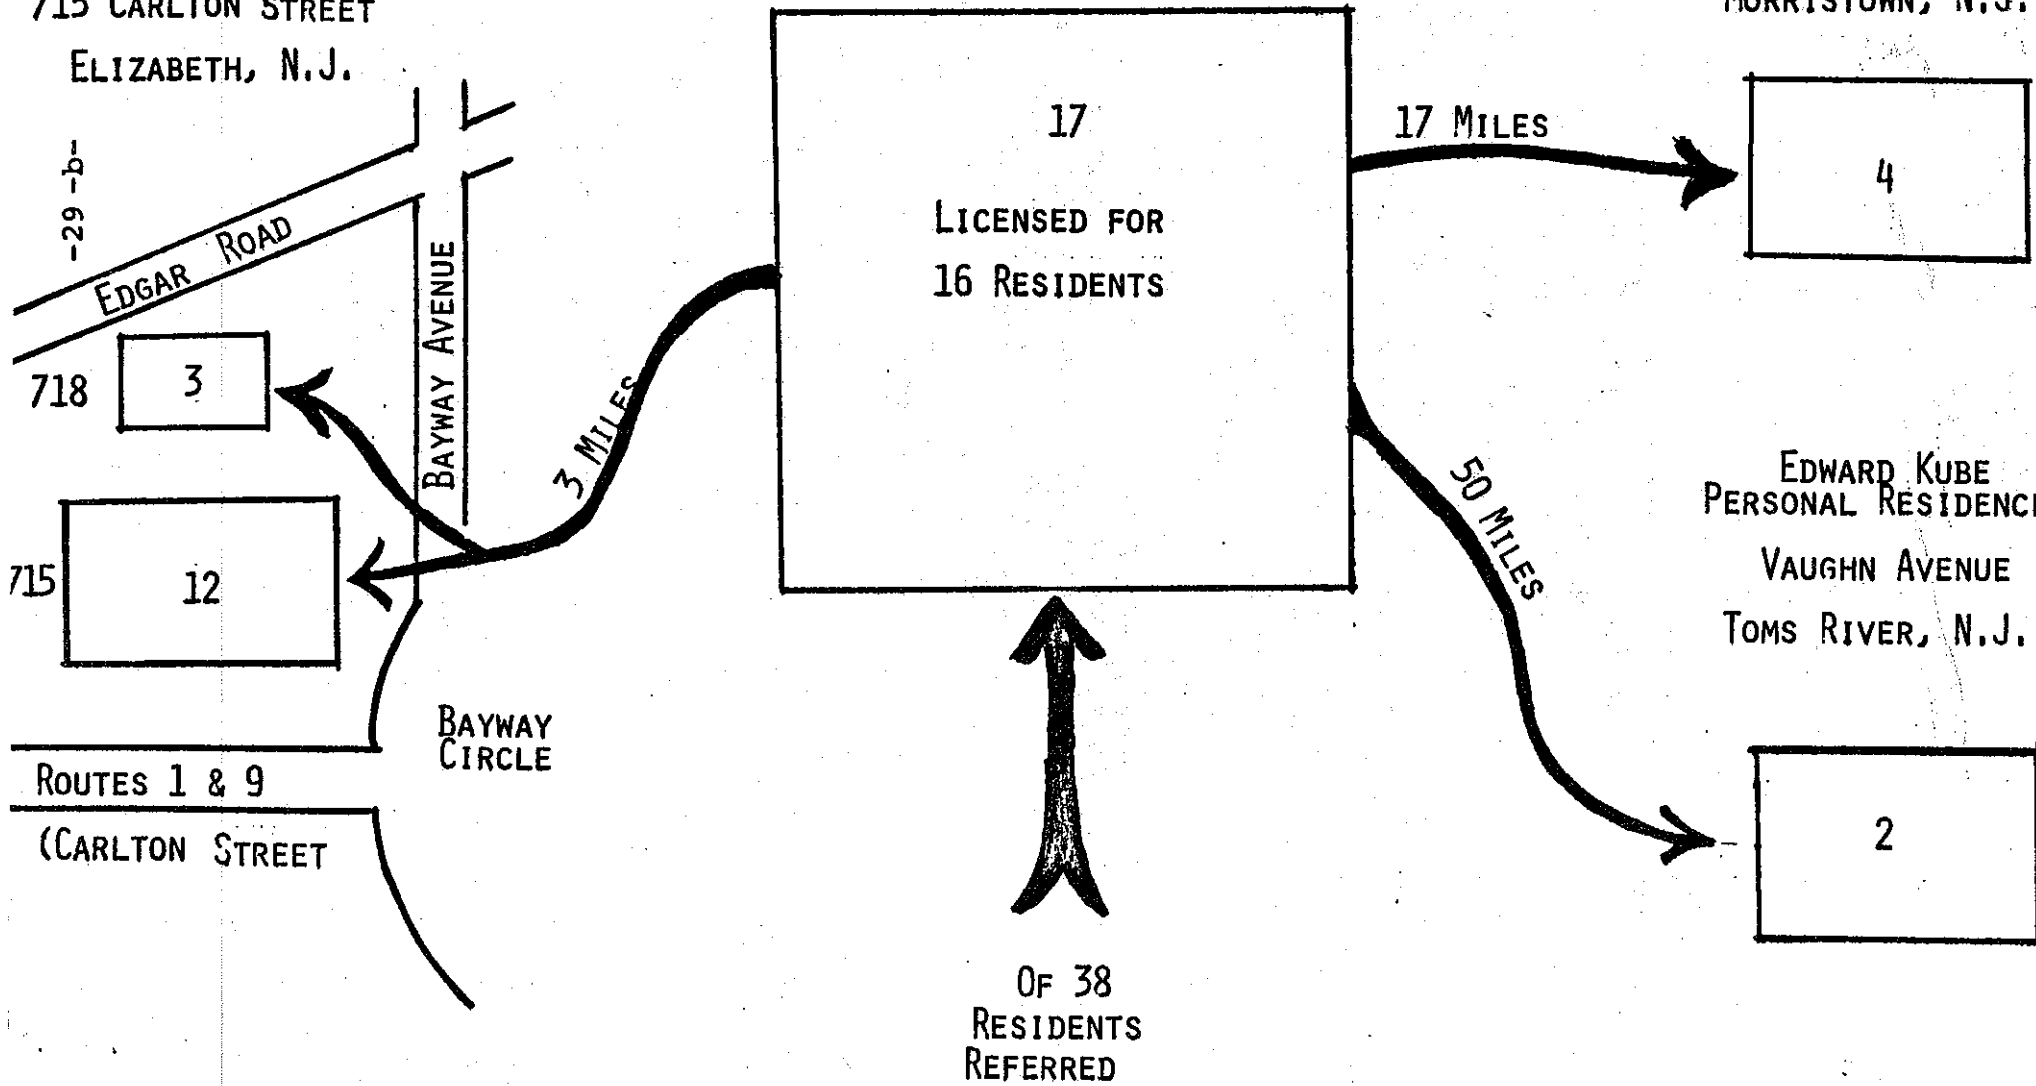 715 CARLTON STREET
ELIZABETH, N.J.
-29-b-
EDGAR ROAD
BAYWAY AVENUE
718
3
715
12
3 MILES
BAYWAY
CIRCLE
ROUTES 1 & 9
(CARLTON STREET
17
LICENSED FOR
16 RESIDENTS
OF 38
RESIDENTS
REFERRED
MORRISTOWN, N.J.
17 MILES
4
50 MILES
EDWARD KUBE
PERSONAL RESIDENC
VAUGHN AVENUE
TOMS RIVER, N.J.
2